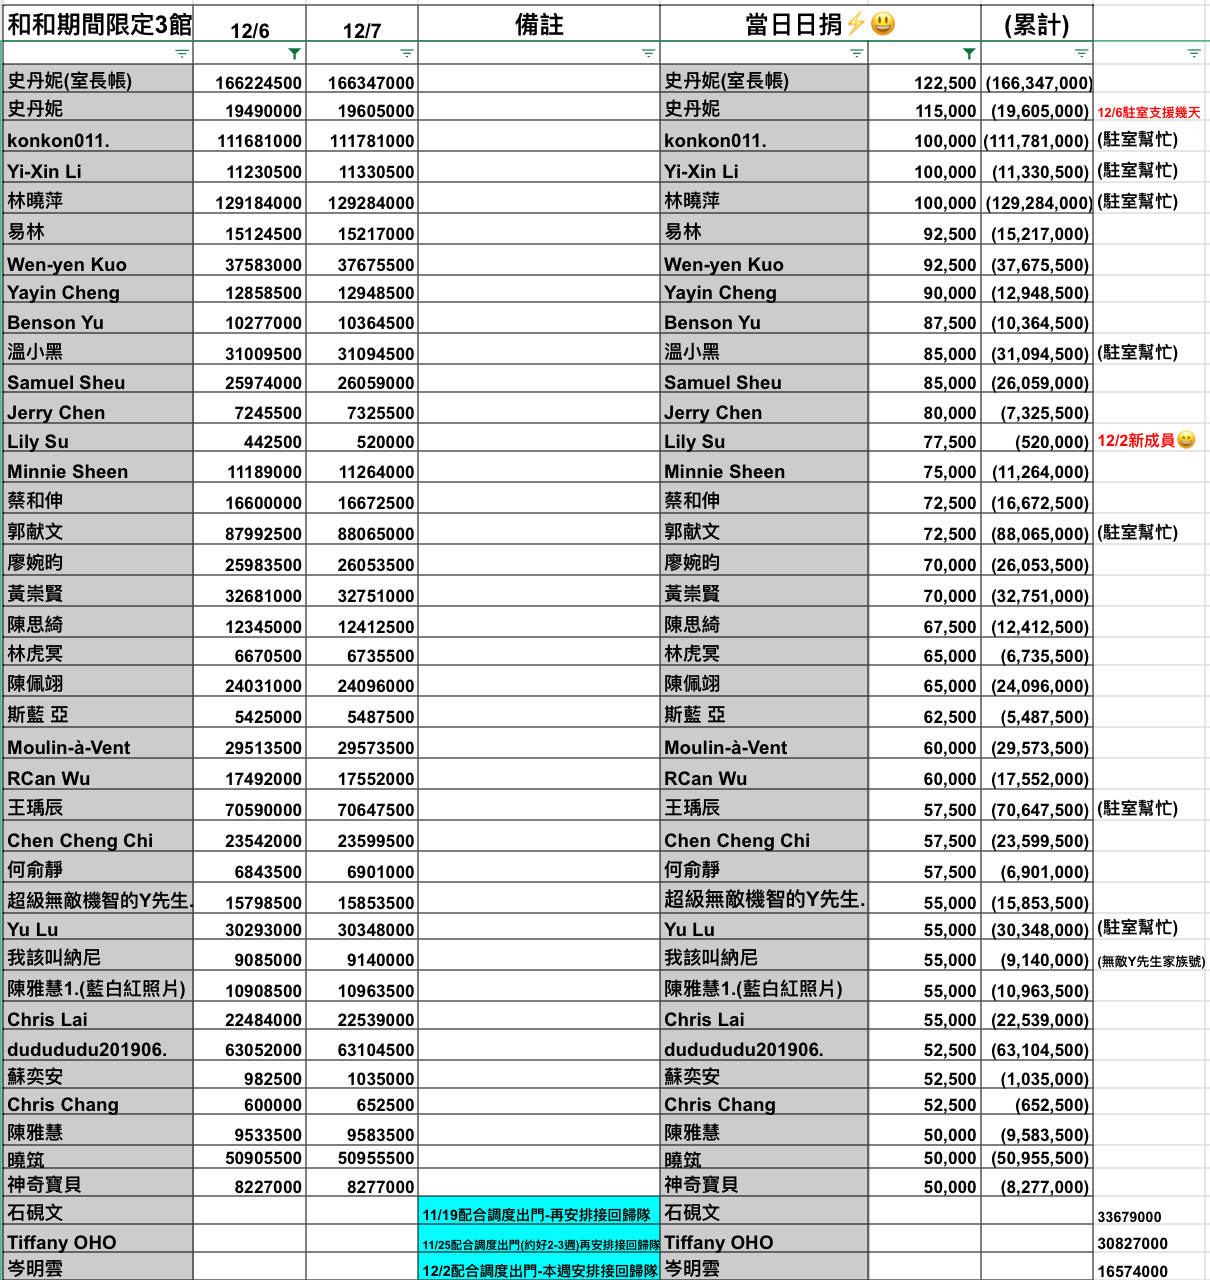 和和期間限定3館 12/6 12/7 備註 當日日捐⚡😃 (累計)
史丹妮(室長帳) 166224500 166347000 史丹妮(室長帳) 122,500 (166,347,000)
史丹妮 19490000 19605000 史丹妮 115,000 (19,605,000) 12/6駐室支援幾天
konkon011. 111681000 111781000 konkon011. 100,000 (111,781,000) (駐室幫忙)
Yi-Xin Li 11230500 11330500 Yi-Xin Li 100,000 (11,330,500) (駐室幫忙)
林曉萍 129184000 129284000 林曉萍 100,000 (129,284,000) (駐室幫忙)
易林 15124500 15217000 易林 92,500 (15,217,000)
Wen-yen Kuo 37583000 37675500 Wen-yen Kuo 92,500 (37,675,500)
Yayin Cheng 12858500 12948500 Yayin Cheng 90,000 (12,948,500)
Benson Yu 10277000 10364500 Benson Yu 87,500 (10,364,500)
溫小黑 31009500 31094500 溫小黑 85,000 (31,094,500) (駐室幫忙)
Samuel Sheu 25974000 26059000 Samuel Sheu 85,000 (26,059,000)
Jerry Chen 7245500 7325500 Jerry Chen 80,000 (7,325,500)
Lily Su 442500 520000 Lily Su 77,500 (520,000) 12/2新成員😄
Minnie Sheen 11189000 11264000 Minnie Sheen 75,000 (11,264,000)
蔡和伸 16600000 16672500 蔡和伸 72,500 (16,672,500)
郭献文 87992500 88065000 郭献文 72,500 (88,065,000) (駐室幫忙)
廖婉昀 25983500 26053500 廖婉昀 70,000 (26,053,500)
黃崇賢 32681000 32751000 黃崇賢 70,000 (32,751,000)
陳思綺 12345000 12412500 陳思綺 67,500 (12,412,500)
林虎冥 6670500 6735500 林虎冥 65,000 (6,735,500)
陳佩翊 24031000 24096000 陳佩翊 65,000 (24,096,000)
斯藍 亞 5425000 5487500 斯藍 亞 62,500 (5,487,500)
Moulin-à-Vent 29513500 29573500 Moulin-à-Vent 60,000 (29,573,500)
RCan Wu 17492000 17552000 RCan Wu 60,000 (17,552,000)
王瑀辰 70590000 70647500 王瑀辰 57,500 (70,647,500) (駐室幫忙)
Chen Cheng Chi 23542000 23599500 Chen Cheng Chi 57,500 (23,599,500)
何俞靜 6843500 6901000 何俞靜 57,500 (6,901,000)
超級無敵機智的Y先生. 15798500 15853500 超級無敵機智的Y先生. 55,000 (15,853,500)
Yu Lu 30293000 30348000 Yu Lu 55,000 (30,348,000) (駐室幫忙)
我該叫納尼 9085000 9140000 我該叫納尼 55,000 (9,140,000) (無敵Y先生家族號)
陳雅慧1.(藍白紅照片) 10908500 10963500 陳雅慧1.(藍白紅照片) 55,000 (10,963,500)
Chris Lai 22484000 22539000 Chris Lai 55,000 (22,539,000)
dudududu201906. 63052000 63104500 dudududu201906. 52,500 (63,104,500)
蘇奕安 982500 1035000 蘇奕安 52,500 (1,035,000)
Chris Chang 600000 652500 Chris Chang 52,500 (652,500)
陳雅慧 9533500 9583500 陳雅慧 50,000 (9,583,500)
曉筑 50905500 50955500 曉筑 50,000 (50,955,500)
神奇寶貝 8227000 8277000 神奇寶貝 50,000 (8,277,000)
石硯文 11/19配合調度出門-再安排接回歸隊 石硯文 33679000
Tiffany OHO 11/25配合調度出門(約好2-3週)再安排接回歸隊 Tiffany OHO 30827000
岑明雲 12/2配合調度出門-本週安排接回歸隊 岑明雲 16574000